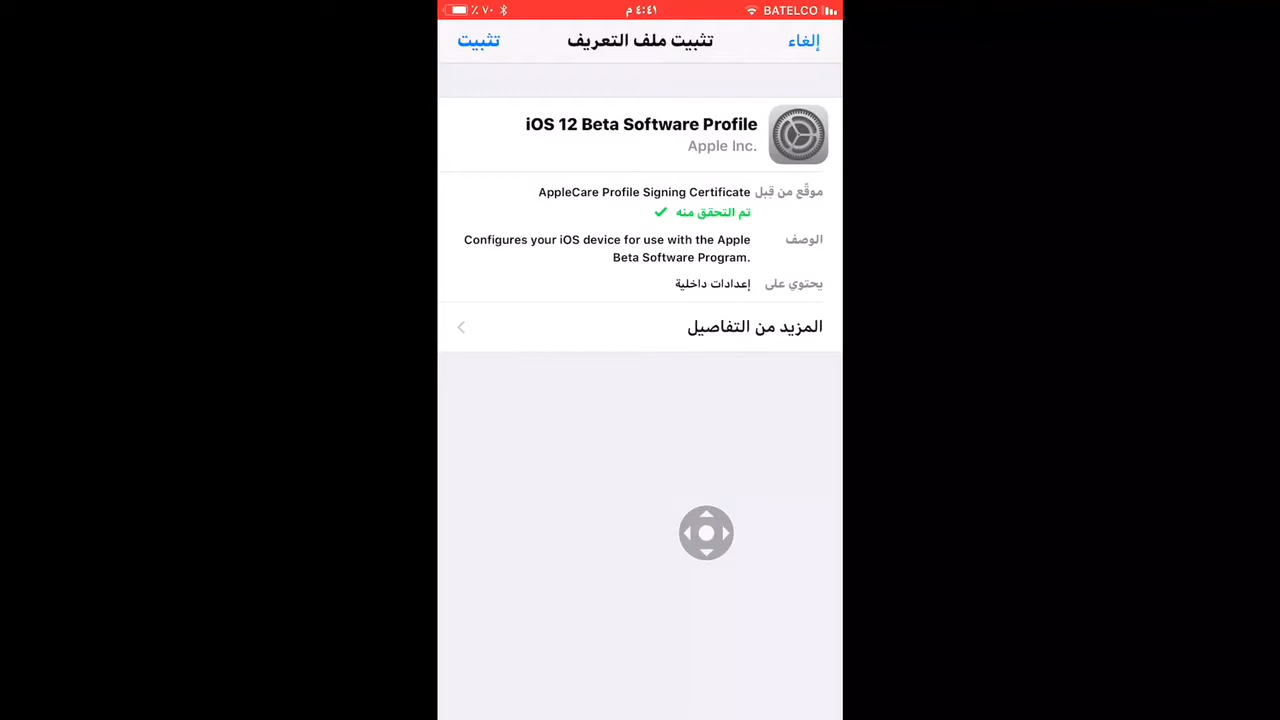 BATELCO ٤:٤١ م ٧٠ ٪
إلغاء تثبيت ملف التعريف تثبيت
iOS 12 Beta Software Profile
Apple Inc.
موقّع من قِبل AppleCare Profile Signing Certificate
تم التحقق منه ✓
الوصف Configures your iOS device for use with the Apple
Beta Software Program.
يحتوي على إعدادات داخلية
المزيد من التفاصيل